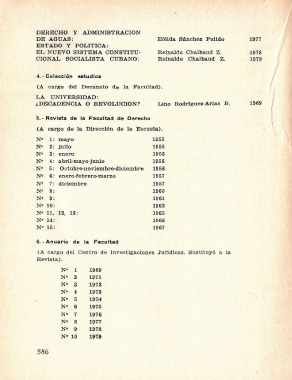 DERECHO Y ADMINISTRACION
DE AGUAS: Eólida Sánchez Pulido 1977
ESTADO Y POLITICA:
EL NUEVO SISTEMA CONSTITU- Reinaldo Chalbaud Z. 1978
CIONAL SOCIALISTA CUBANO: Reinaldo Chalbaud Z. 1978
4.-Colección estudios
(A cargo del Decanato de la Facultad).
LA UNIVERSIDAD:
¿DECADENCIA O REVOLUCION? Lino Rodríguez-Arias B. 1969
5.-Revista de la Facultad de Derecho
(A cargo de la Dirección de la Escuela).
Nº 1: mayo 1955
Nº 2: julio 1955
Nº 3: enero 1956
Nº 4: abril-mayo-junio 1956
Nº 5: Octubre-noviembre-diciembre 1956
Nº 6: enero-febrero-marzo 1957
Nº 7: diciembre 1957
Nº 8: 1960
Nº 9: 1961
Nº 10: 1962
Nº 11, 12, 13: 1965
Nº 14: 1966
Nº 15: 1967
6.-Anuario de la Facultad
(A cargo del Centro de Investigaciones Jurídicas. Sustituyó a la
Revista).
Nº 1 1969
Nº 2 1971
Nº 3 1972
Nº 4 1973
Nº 5 1974
Nº 6 1975
Nº 7 1976
Nº 8 1977
Nº 9 1978
Nº 10 1979
586